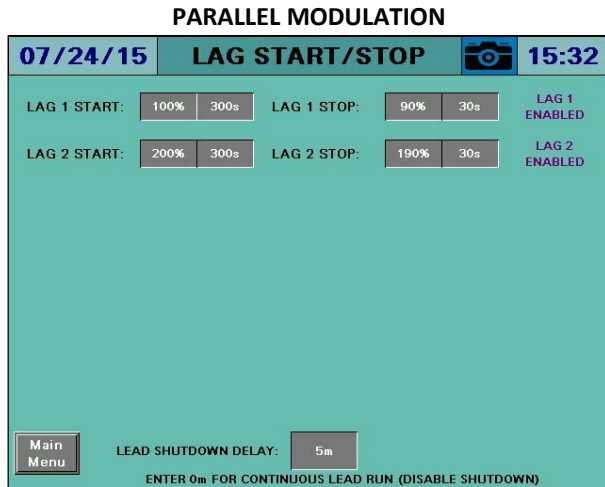 PARALLEL MODULATION
07/24/15 LAG START/STOP 15:32
LAG 1 START: 100% 300s LAG 1 STOP: 90% 30s LAG 1 ENABLED
LAG 2 START: 200% 300s LAG 2 STOP: 190% 30s LAG 2 ENABLED
Main Menu
LEAD SHUTDOWN DELAY: 5m
ENTER 0m FOR CONTINUOUS LEAD RUN (DISABLE SHUTDOWN)